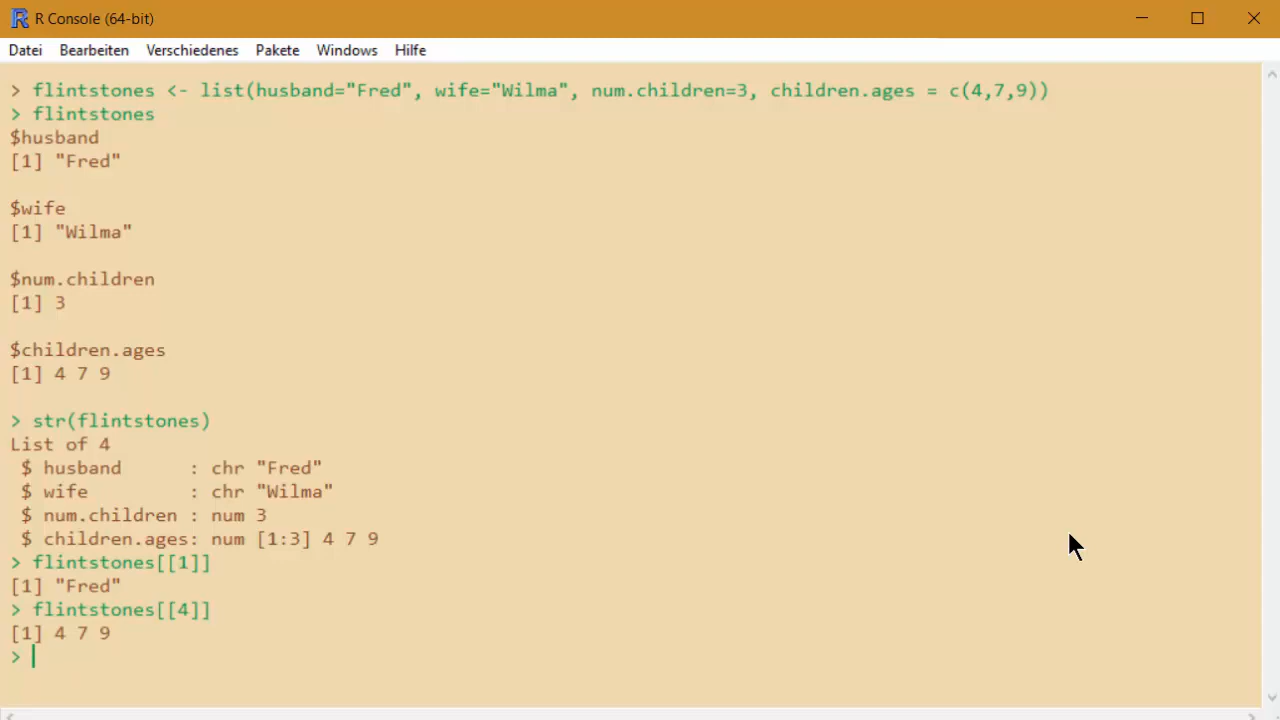 R Console (64-bit)
Datei Bearbeiten Verschiedenes Pakete Windows Hilfe
> flintstones <- list(husband="Fred", wife="Wilma", num.children=3, children.ages = c(4,7,9))
> flintstones
$husband
[1] "Fred"
$wife
[1] "Wilma"
$num.children
[1] 3
$children.ages
[1] 4 7 9
> str(flintstones)
List of 4
 $ husband      : chr "Fred"
 $ wife         : chr "Wilma"
 $ num.children : num 3
 $ children.ages: num [1:3] 4 7 9
> flintstones[[1]]
[1] "Fred"
> flintstones[[4]]
[1] 4 7 9
>